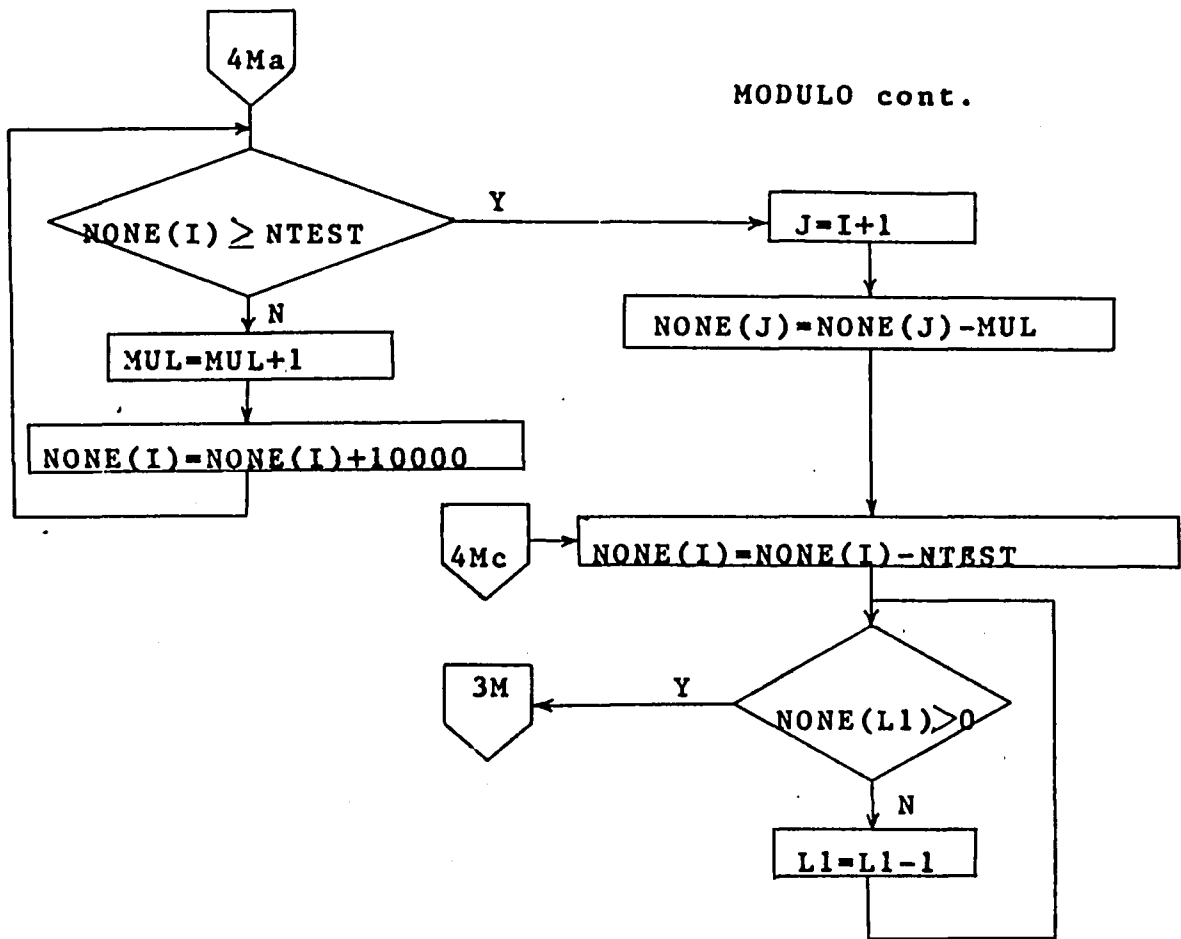 4Ma
MODULO cont.
NONE(I) ≥ NTEST
Y
J=I+1
N
NONE(J)=NONE(J)-MUL
MUL=MUL+1
NONE(I)=NONE(I)+10000
4Mc
NONE(I)=NONE(I)-NTEST
3M
Y
NONE(L1)>0
N
L1=L1-1